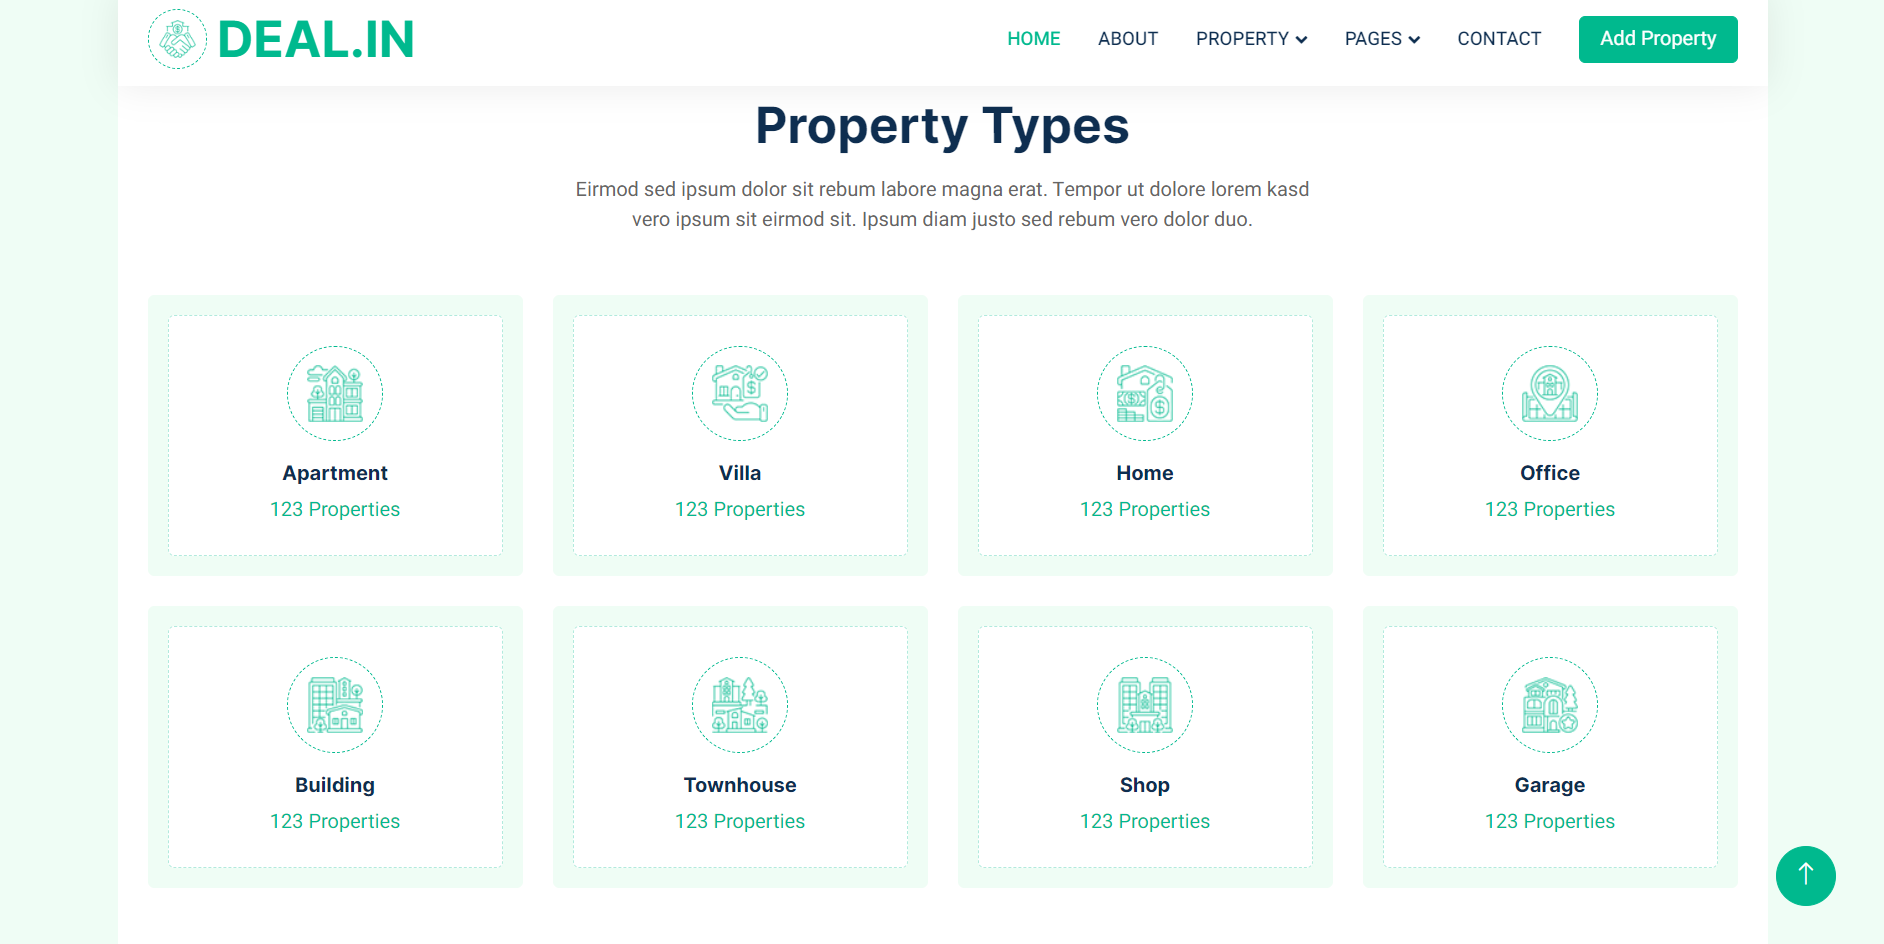 DEAL.IN
HOME ABOUT PROPERTY PAGES CONTACT Add Property
Property Types
Eirmod sed ipsum dolor sit rebum labore magna erat. Tempor ut dolore lorem kasd
vero ipsum sit eirmod sit. Ipsum diam justo sed rebum vero dolor duo.
Apartment
123 Properties
Villa
123 Properties
Home
123 Properties
Office
123 Properties
Building
123 Properties
Townhouse
123 Properties
Shop
123 Properties
Garage
123 Properties